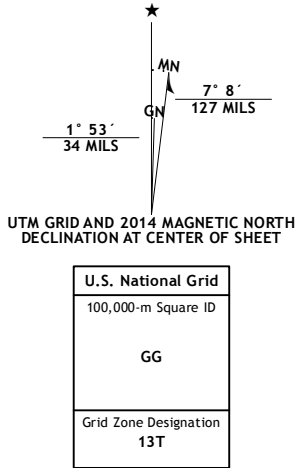 ★
MN
GN
7° 8´
127 MILS
1° 53´
34 MILS
UTM GRID AND 2014 MAGNETIC NORTH
DECLINATION AT CENTER OF SHEET
U.S. National Grid
100,000-m Square ID
GG
Grid Zone Designation
13T